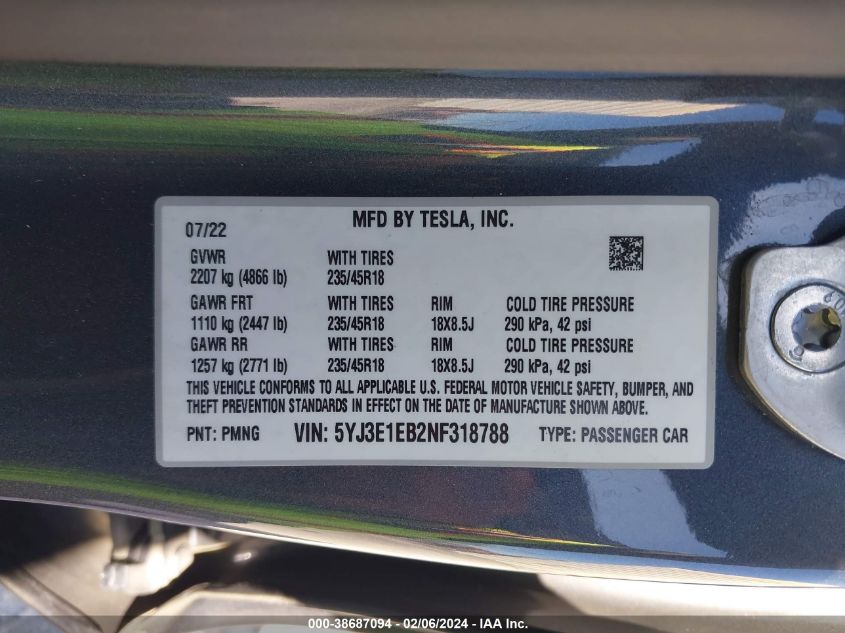 07/22 MFD BY TESLA, INC.
GVWR WITH TIRES
2207 kg (4866 lb) 235/45R18
GAWR FRT WITH TIRES RIM COLD TIRE PRESSURE
1110 kg (2447 lb) 235/45R18 18X8.5J 290 kPa, 42 psi
GAWR RR WITH TIRES RIM COLD TIRE PRESSURE
1257 kg (2771 lb) 235/45R18 18X8.5J 290 kPa, 42 psi
THIS VEHICLE CONFORMS TO ALL APPLICABLE U.S. FEDERAL MOTOR VEHICLE SAFETY, BUMPER, AND
THEFT PREVENTION STANDARDS IN EFFECT ON THE DATE OF MANUFACTURE SHOWN ABOVE.
PNT: PMNG VIN: 5YJ3E1EB2NF318788 TYPE: PASSENGER CAR
000-38687094 - 02/06/2024 - IAA Inc.